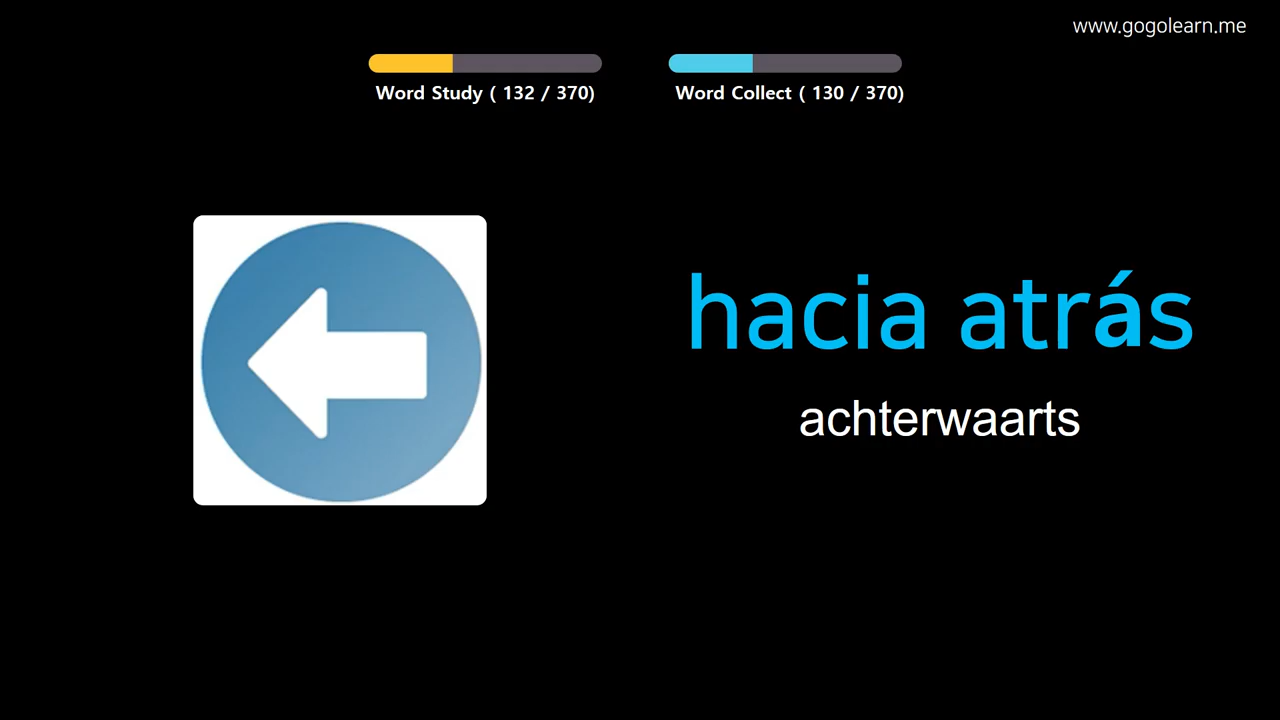 www.gogolearn.me
Word Study ( 132 / 370)
Word Collect ( 130 / 370)
hacia atrás
achterwaarts